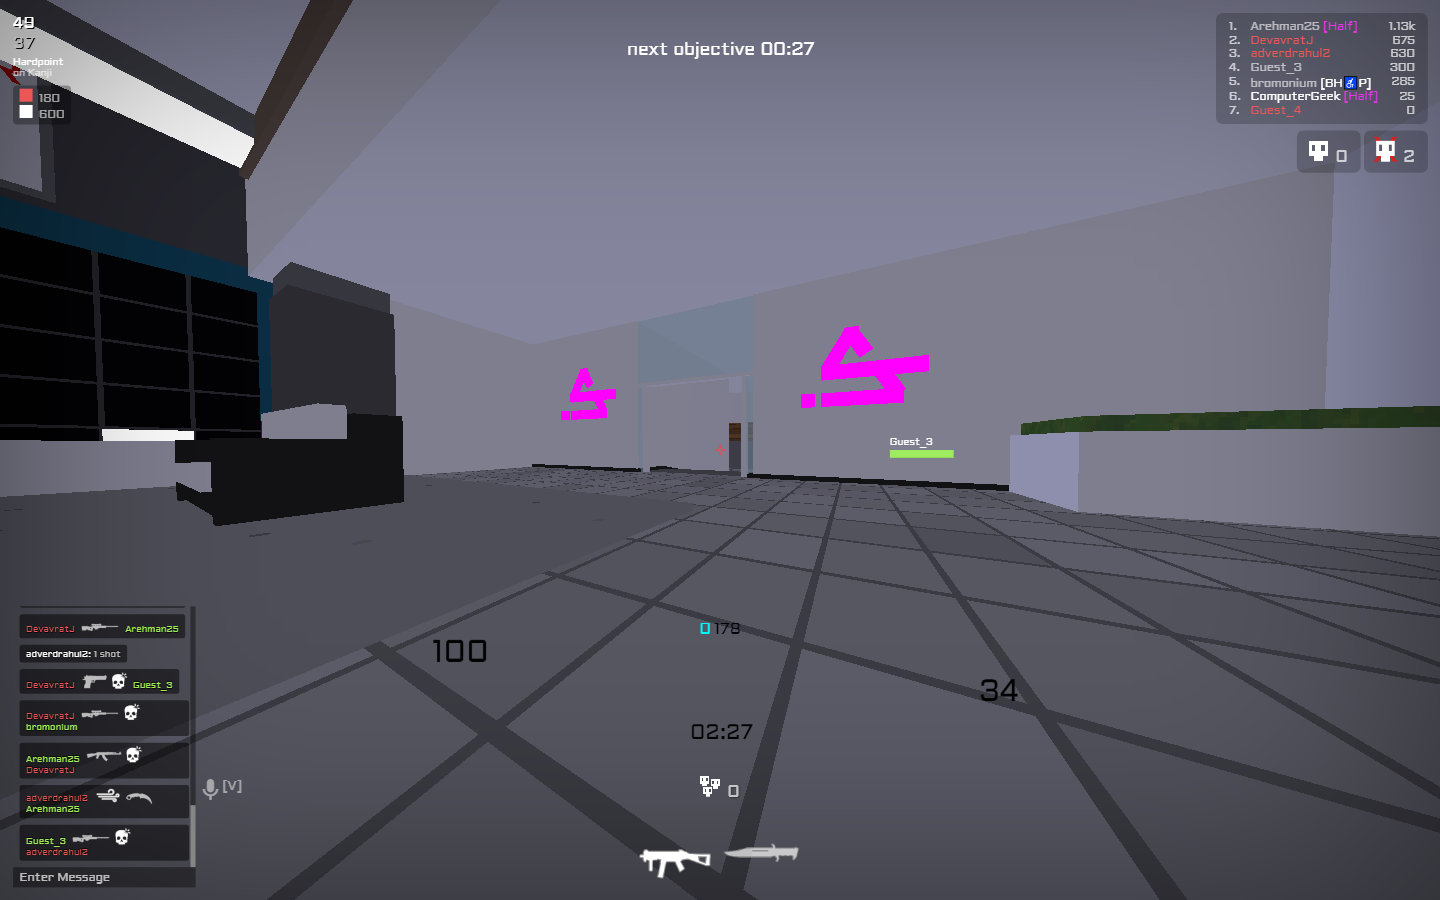 49
37
Hardpoint
on Kanji
180
600
next objective 00:27
1. Arehman25 [Half] 1.13k
2. DevavratJ 675
3. adverdrahul2 630
4. Guest_3 300
5. bromonium [BH♿P] 285
6. ComputerGeek [Half] 25
7. Guest_4 0
0 2
Guest_3
0 178
100
34
02:27
0
DevavratJ Arehman25
adverdrahul2: 1 shot
DevavratJ Guest_3
DevavratJ
bromonium
Arehman25
DevavratJ
adverdrahul2
Arehman25
Guest_3
adverdrahul2
[V]
Enter Message